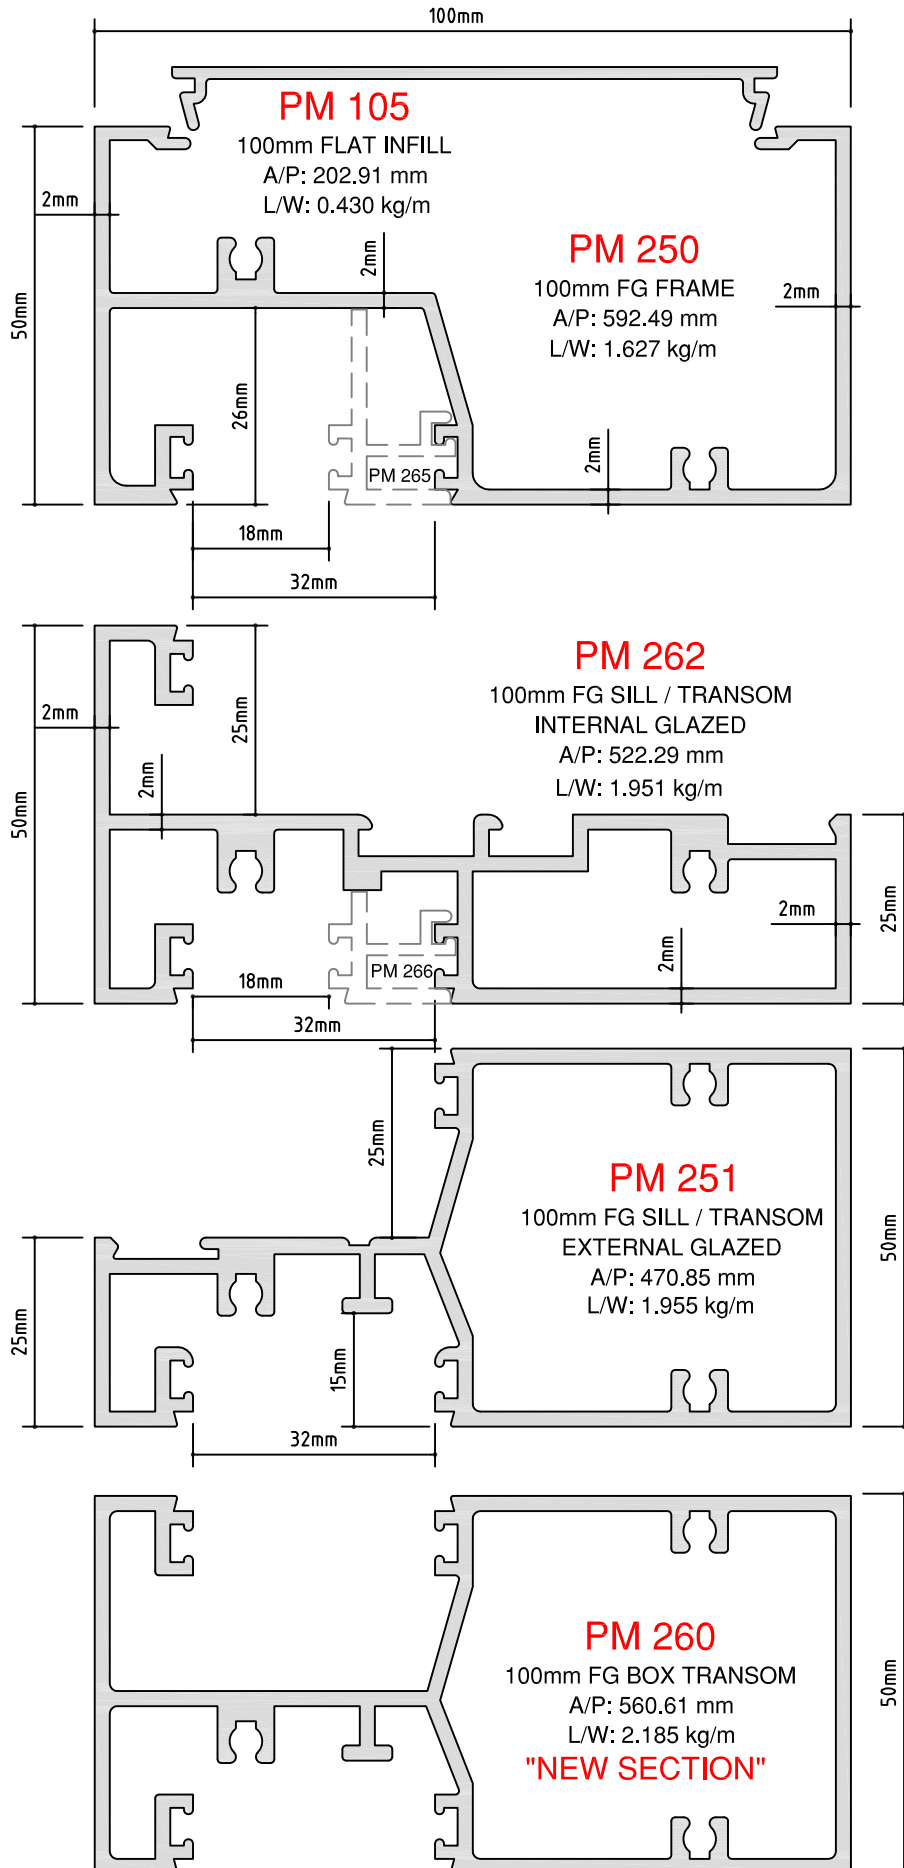 100mm
PM 105
100mm FLAT INFILL
A/P: 202.91 mm
L/W: 0.430 kg/m
2mm
2mm
50mm
PM 250
100mm FG FRAME
A/P: 592.49 mm
L/W: 1.627 kg/m
2mm
26mm
2mm
PM 265
18mm
32mm
PM 262
100mm FG SILL / TRANSOM
INTERNAL GLAZED
A/P: 522.29 mm
L/W: 1.951 kg/m
2mm
25mm
50mm
2mm
2mm
25mm
2mm
PM 266
18mm
32mm
25mm
PM 251
100mm FG SILL / TRANSOM
EXTERNAL GLAZED
A/P: 470.85 mm
L/W: 1.955 kg/m
50mm
25mm
15mm
32mm
PM 260
100mm FG BOX TRANSOM
A/P: 560.61 mm
L/W: 2.185 kg/m
"NEW SECTION"
50mm